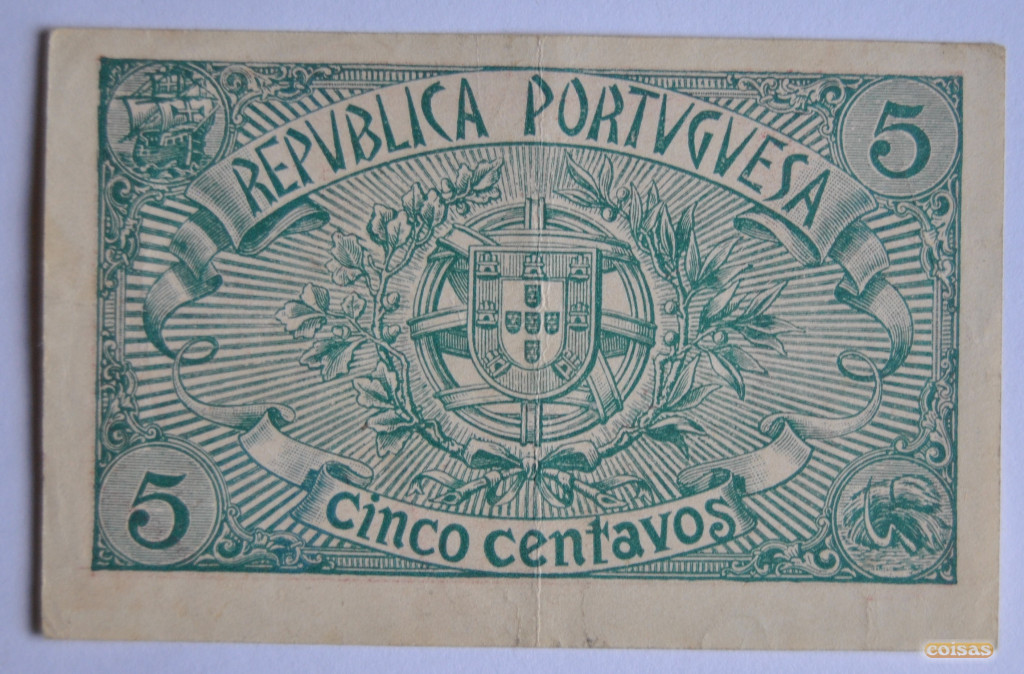 REPVBLICA PORTVGVESA
5
5
CINCO CENTAVOS
coisas